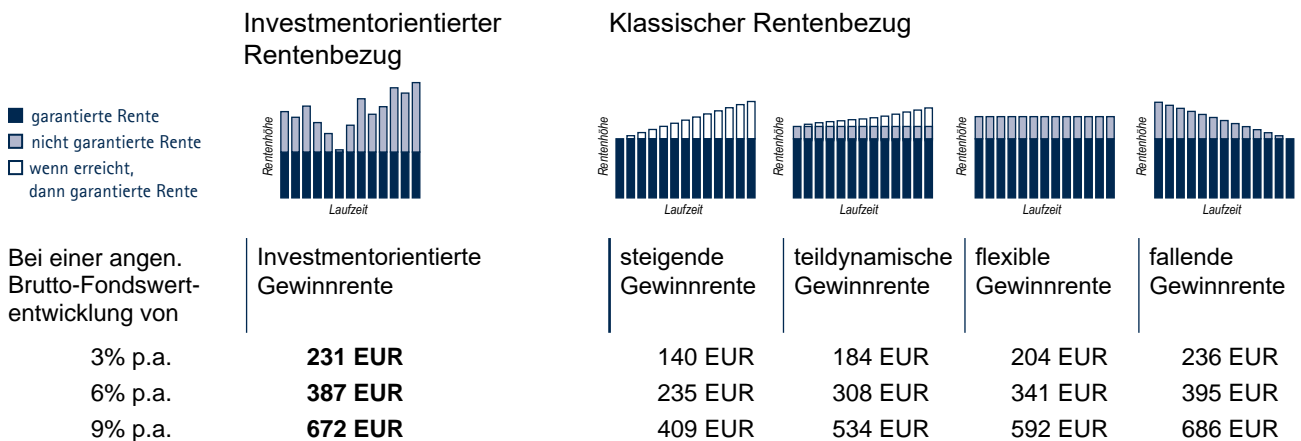 Investmentorientierter
Rentenbezug
Klassischer Rentenbezug
garantierte Rente
nicht garantierte Rente
wenn erreicht,
dann garantierte Rente
Rentenhöhe
Laufzeit
Rentenhöhe
Laufzeit
Rentenhöhe
Laufzeit
Rentenhöhe
Laufzeit
Rentenhöhe
Laufzeit
Bei einer angen.
Brutto-Fondswert-
entwicklung von
Investmentorientierte
Gewinnrente
steigende
Gewinnrente
teildynamische
Gewinnrente
flexible
Gewinnrente
fallende
Gewinnrente
3% p.a. 231 EUR 140 EUR 184 EUR 204 EUR 236 EUR
6% p.a. 387 EUR 235 EUR 308 EUR 341 EUR 395 EUR
9% p.a. 672 EUR 409 EUR 534 EUR 592 EUR 686 EUR